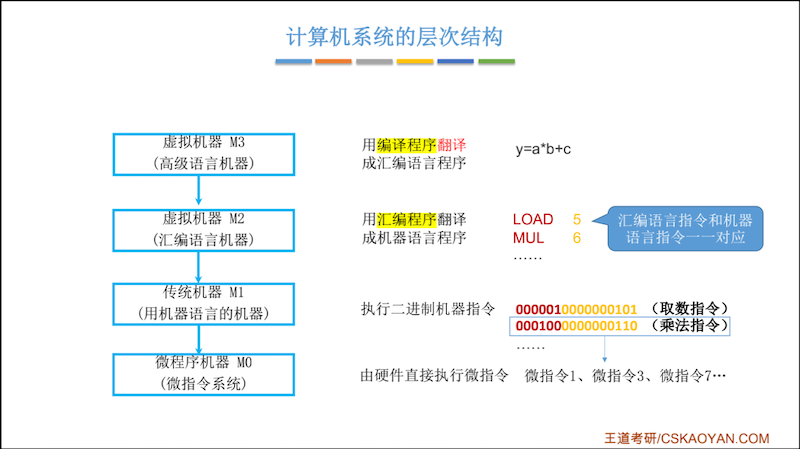 计算机系统的层次结构
虚拟机器 M3
(高级语言机器)
用编译程序翻译
成汇编语言程序
y=a*b+c
虚拟机器 M2
(汇编语言机器)
用汇编程序翻译
成机器语言程序
LOAD 5
MUL 6
……
汇编语言指令和机器
语言指令一一对应
传统机器 M1
(用机器语言的机器)
执行二进制机器指令
0000010000000101 （取数指令）
0001000000000110 （乘法指令）
……
微程序机器 M0
(微指令系统)
由硬件直接执行微指令
微指令1、微指令3、微指令7…
王道考研/CSKAOYAN.COM